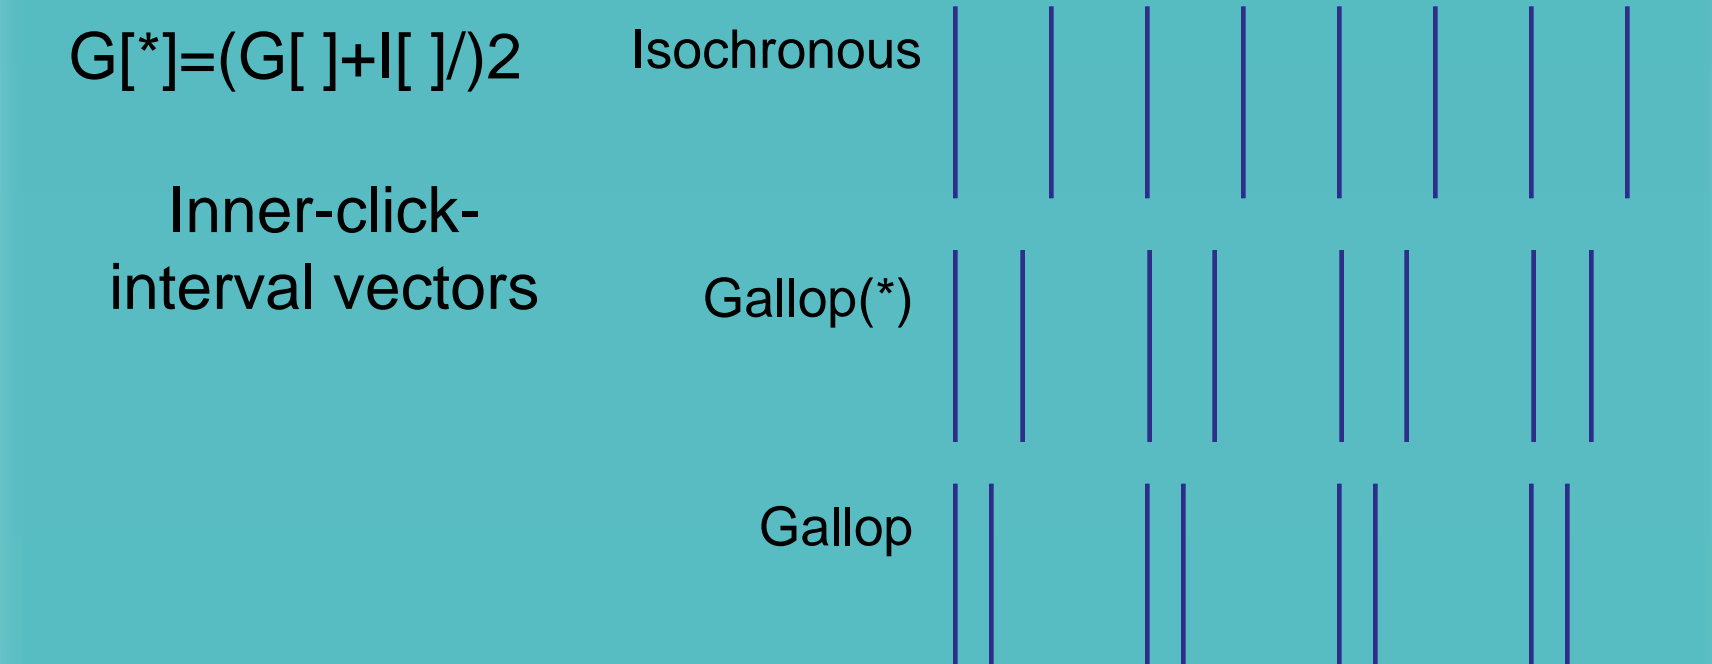 G[*]=(G[ ]+I[ ]/)2
Inner-click-
interval vectors
Isochronous
Gallop(*)
Gallop